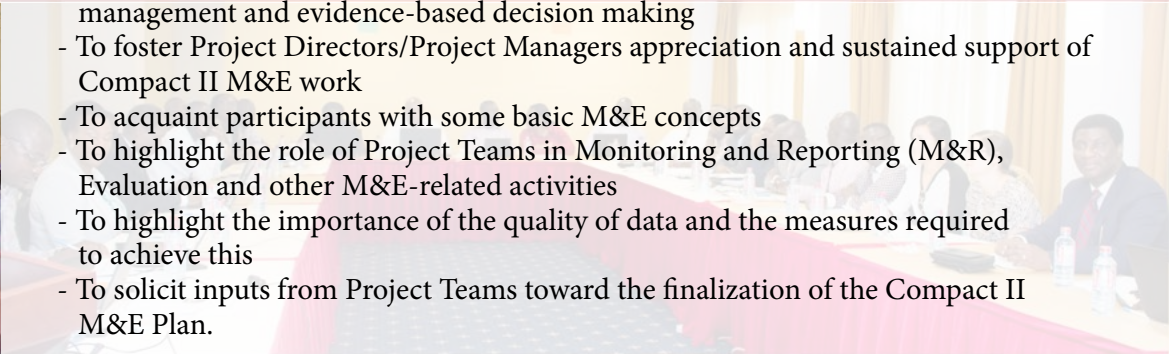 management and evidence-based decision making
- To foster Project Directors/Project Managers appreciation and sustained support of
Compact II M&E work
- To acquaint participants with some basic M&E concepts
- To highlight the role of Project Teams in Monitoring and Reporting (M&R),
Evaluation and other M&E-related activities
- To highlight the importance of the quality of data and the measures required
to achieve this
- To solicit inputs from Project Teams toward the finalization of the Compact II
M&E Plan.